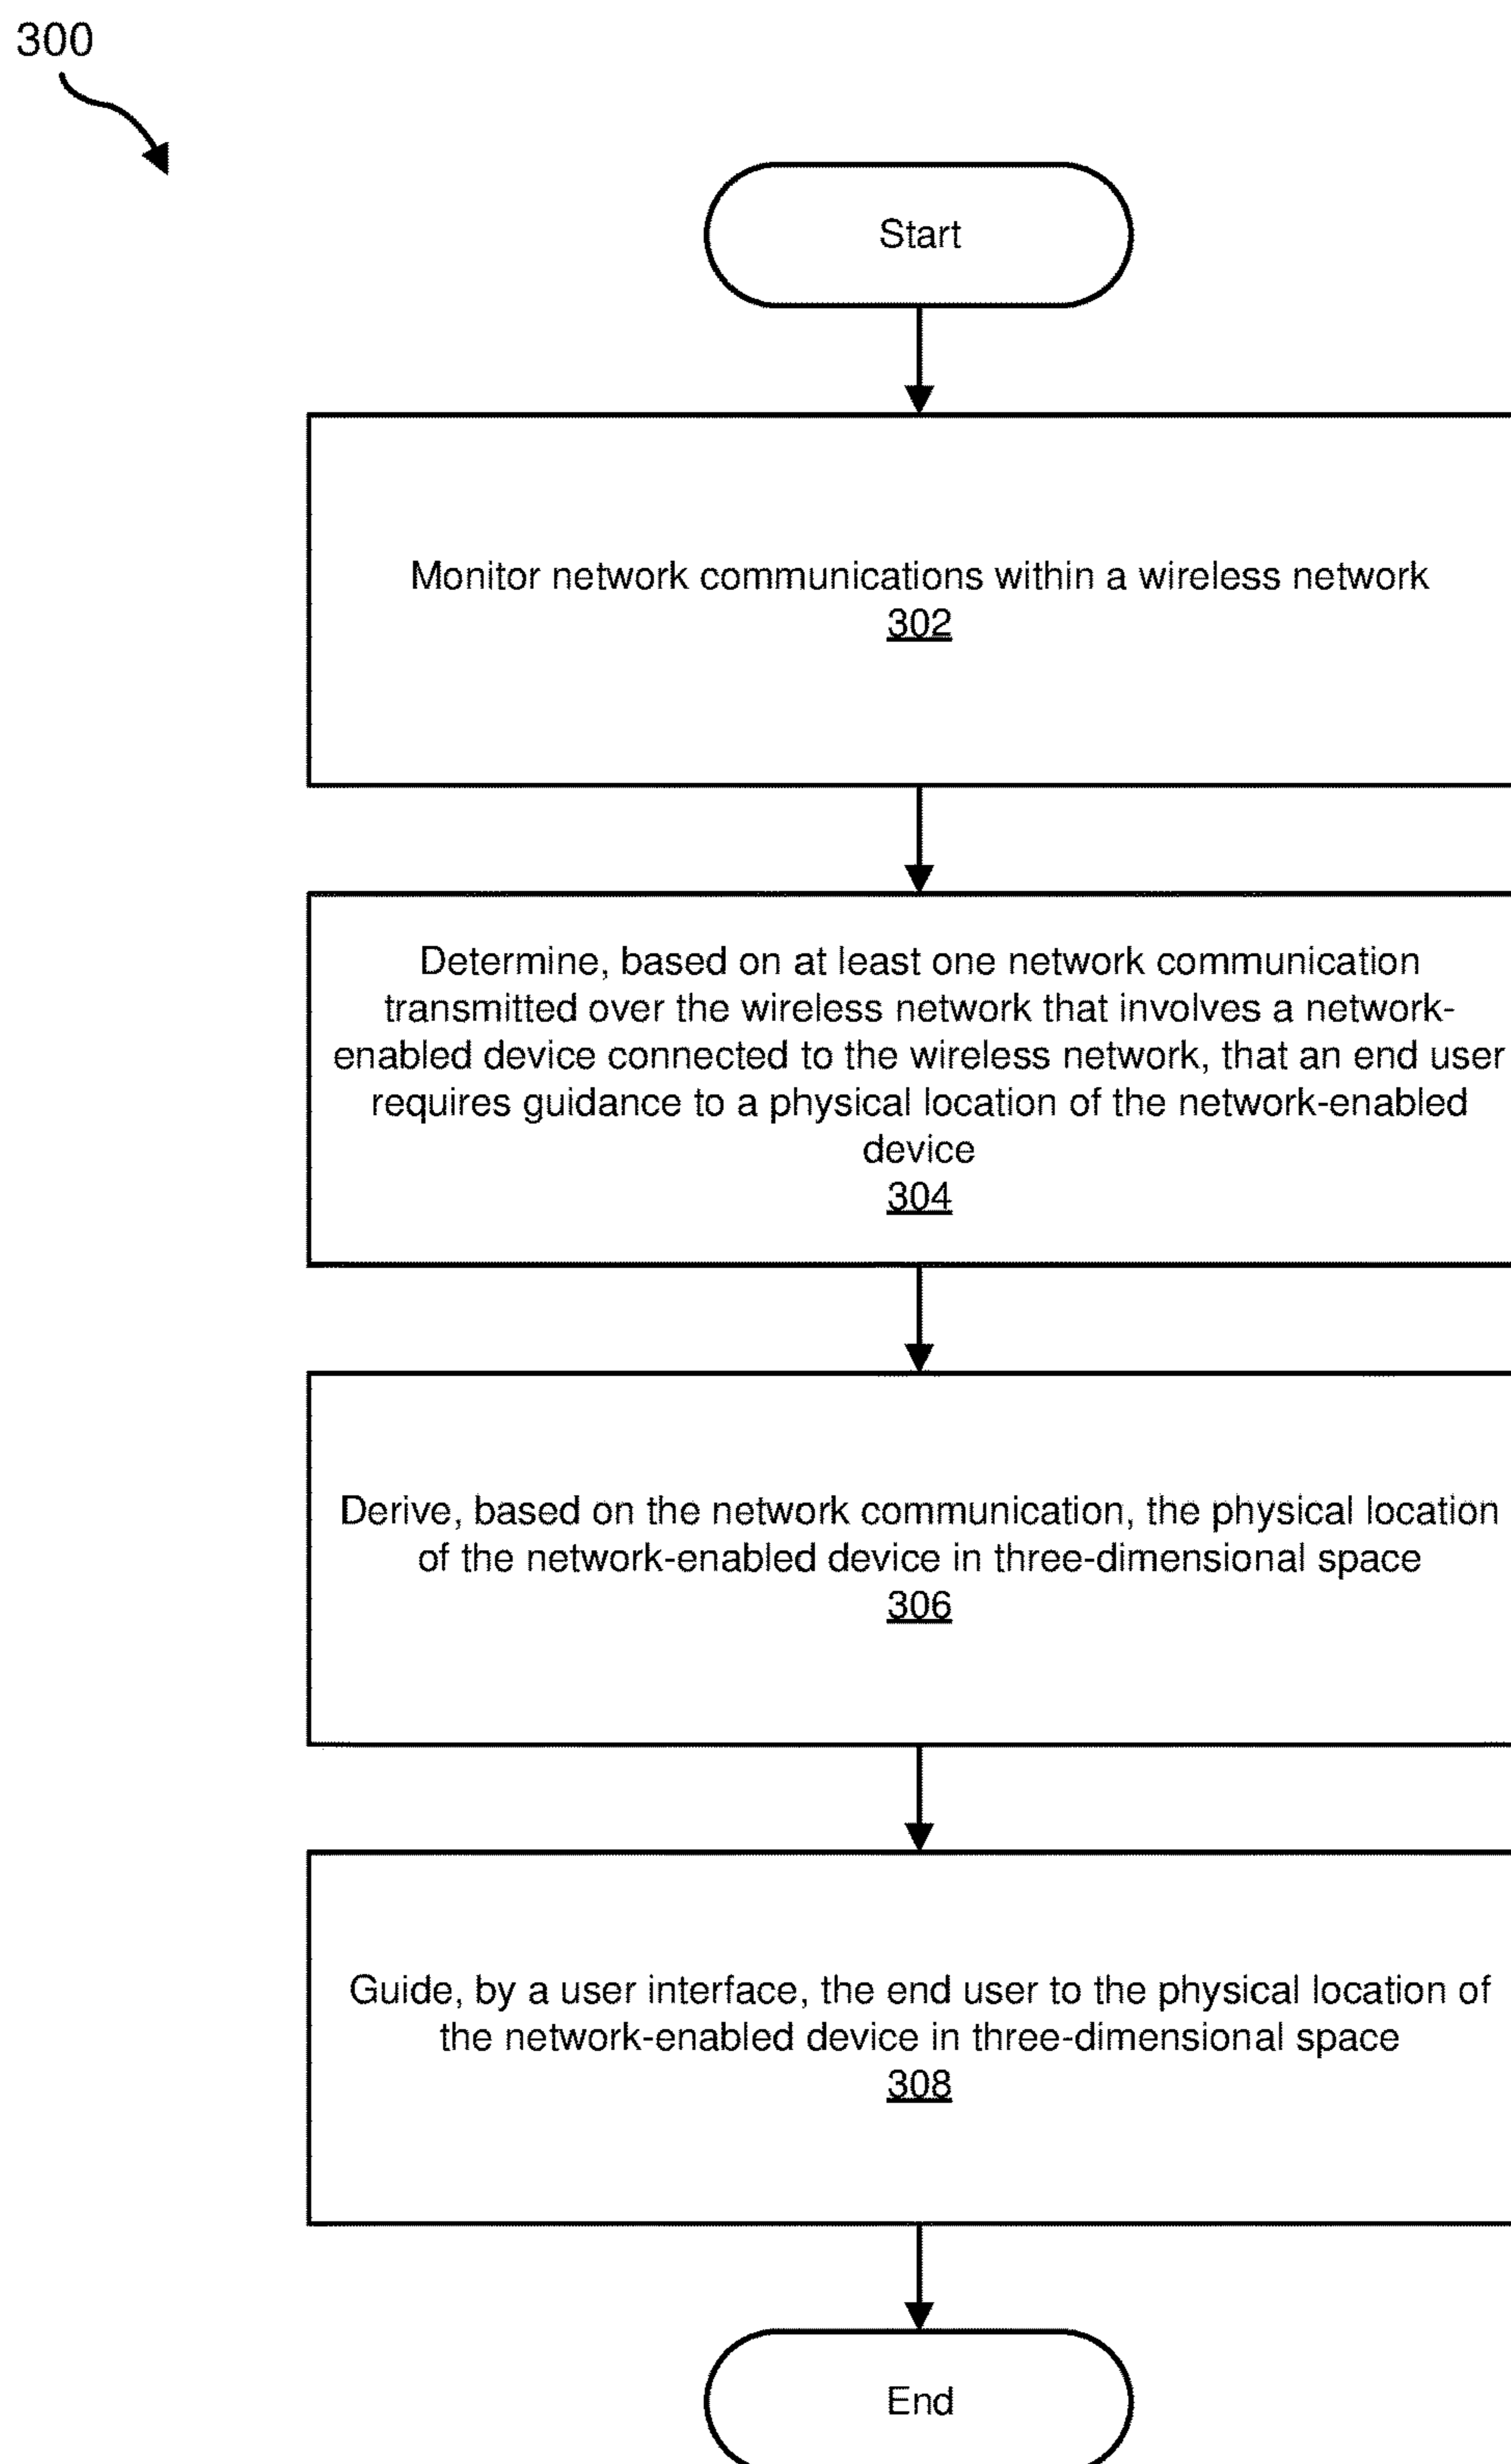 300
Start
Monitor network communications within a wireless network
302
Determine, based on at least one network communication
transmitted over the wireless network that involves a network-
enabled device connected to the wireless network, that an end user
requires guidance to a physical location of the network-enabled
device
304
Derive, based on the network communication, the physical location
of the network-enabled device in three-dimensional space
306
Guide, by a user interface, the end user to the physical location of
the network-enabled device in three-dimensional space
308
End